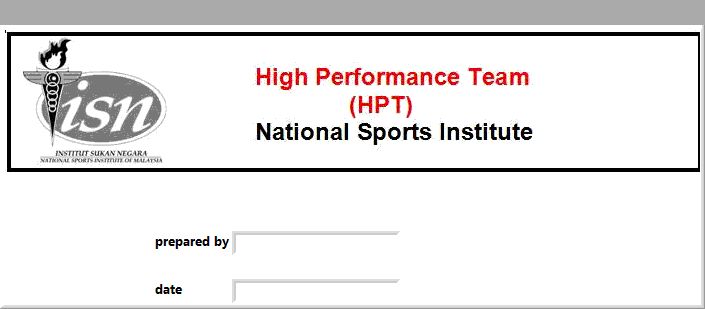 isn
INSTITUT SUKAN NEGARA
NATIONAL SPORTS INSTITUTE OF MALAYSIA
High Performance Team
(HPT)
National Sports Institute
prepared by
date